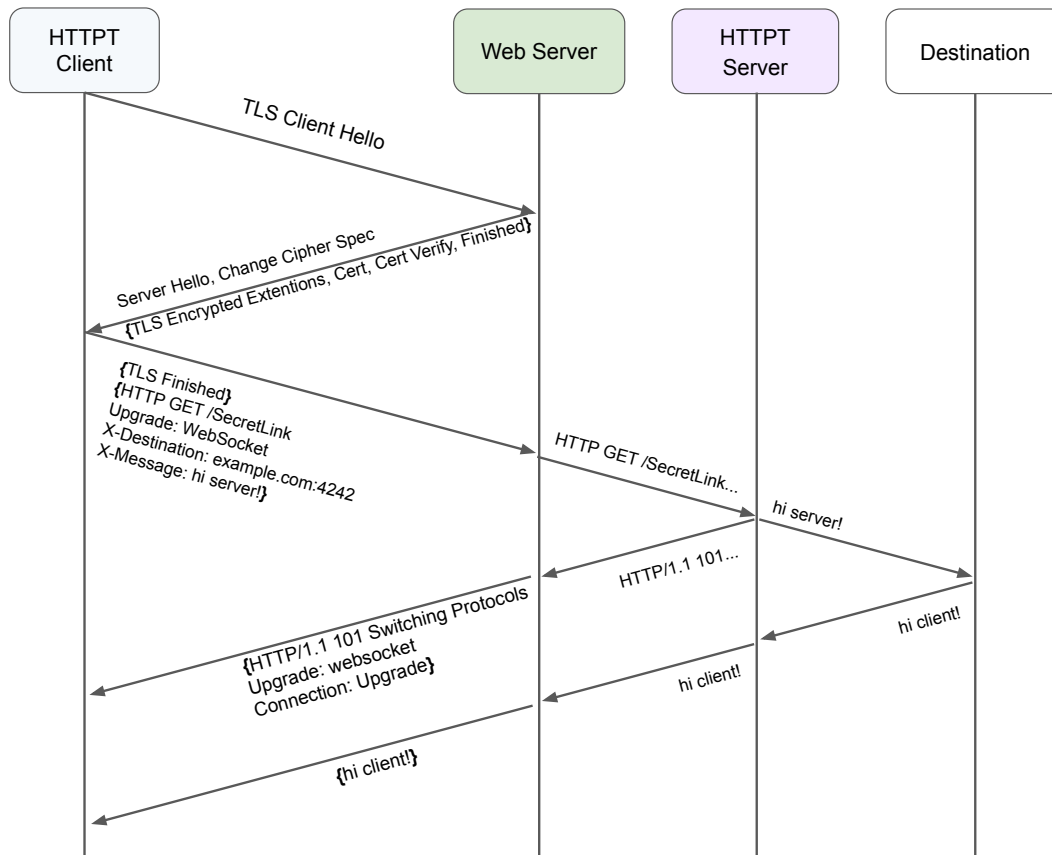 HTTPT
Client
Web Server
HTTPT
Server
Destination
TLS Client Hello
Server Hello, Change Cipher Spec
{TLS Encrypted Extentions, Cert, Cert Verify, Finished}
{TLS Finished}
{HTTP GET /SecretLink
Upgrade: WebSocket
X-Destination: example.com:4242
X-Message: hi server!}
HTTP GET /SecretLink...
hi server!
HTTP/1.1 101...
{HTTP/1.1 101 Switching Protocols
Upgrade: websocket
Connection: Upgrade}
hi client!
hi client!
{hi client!}